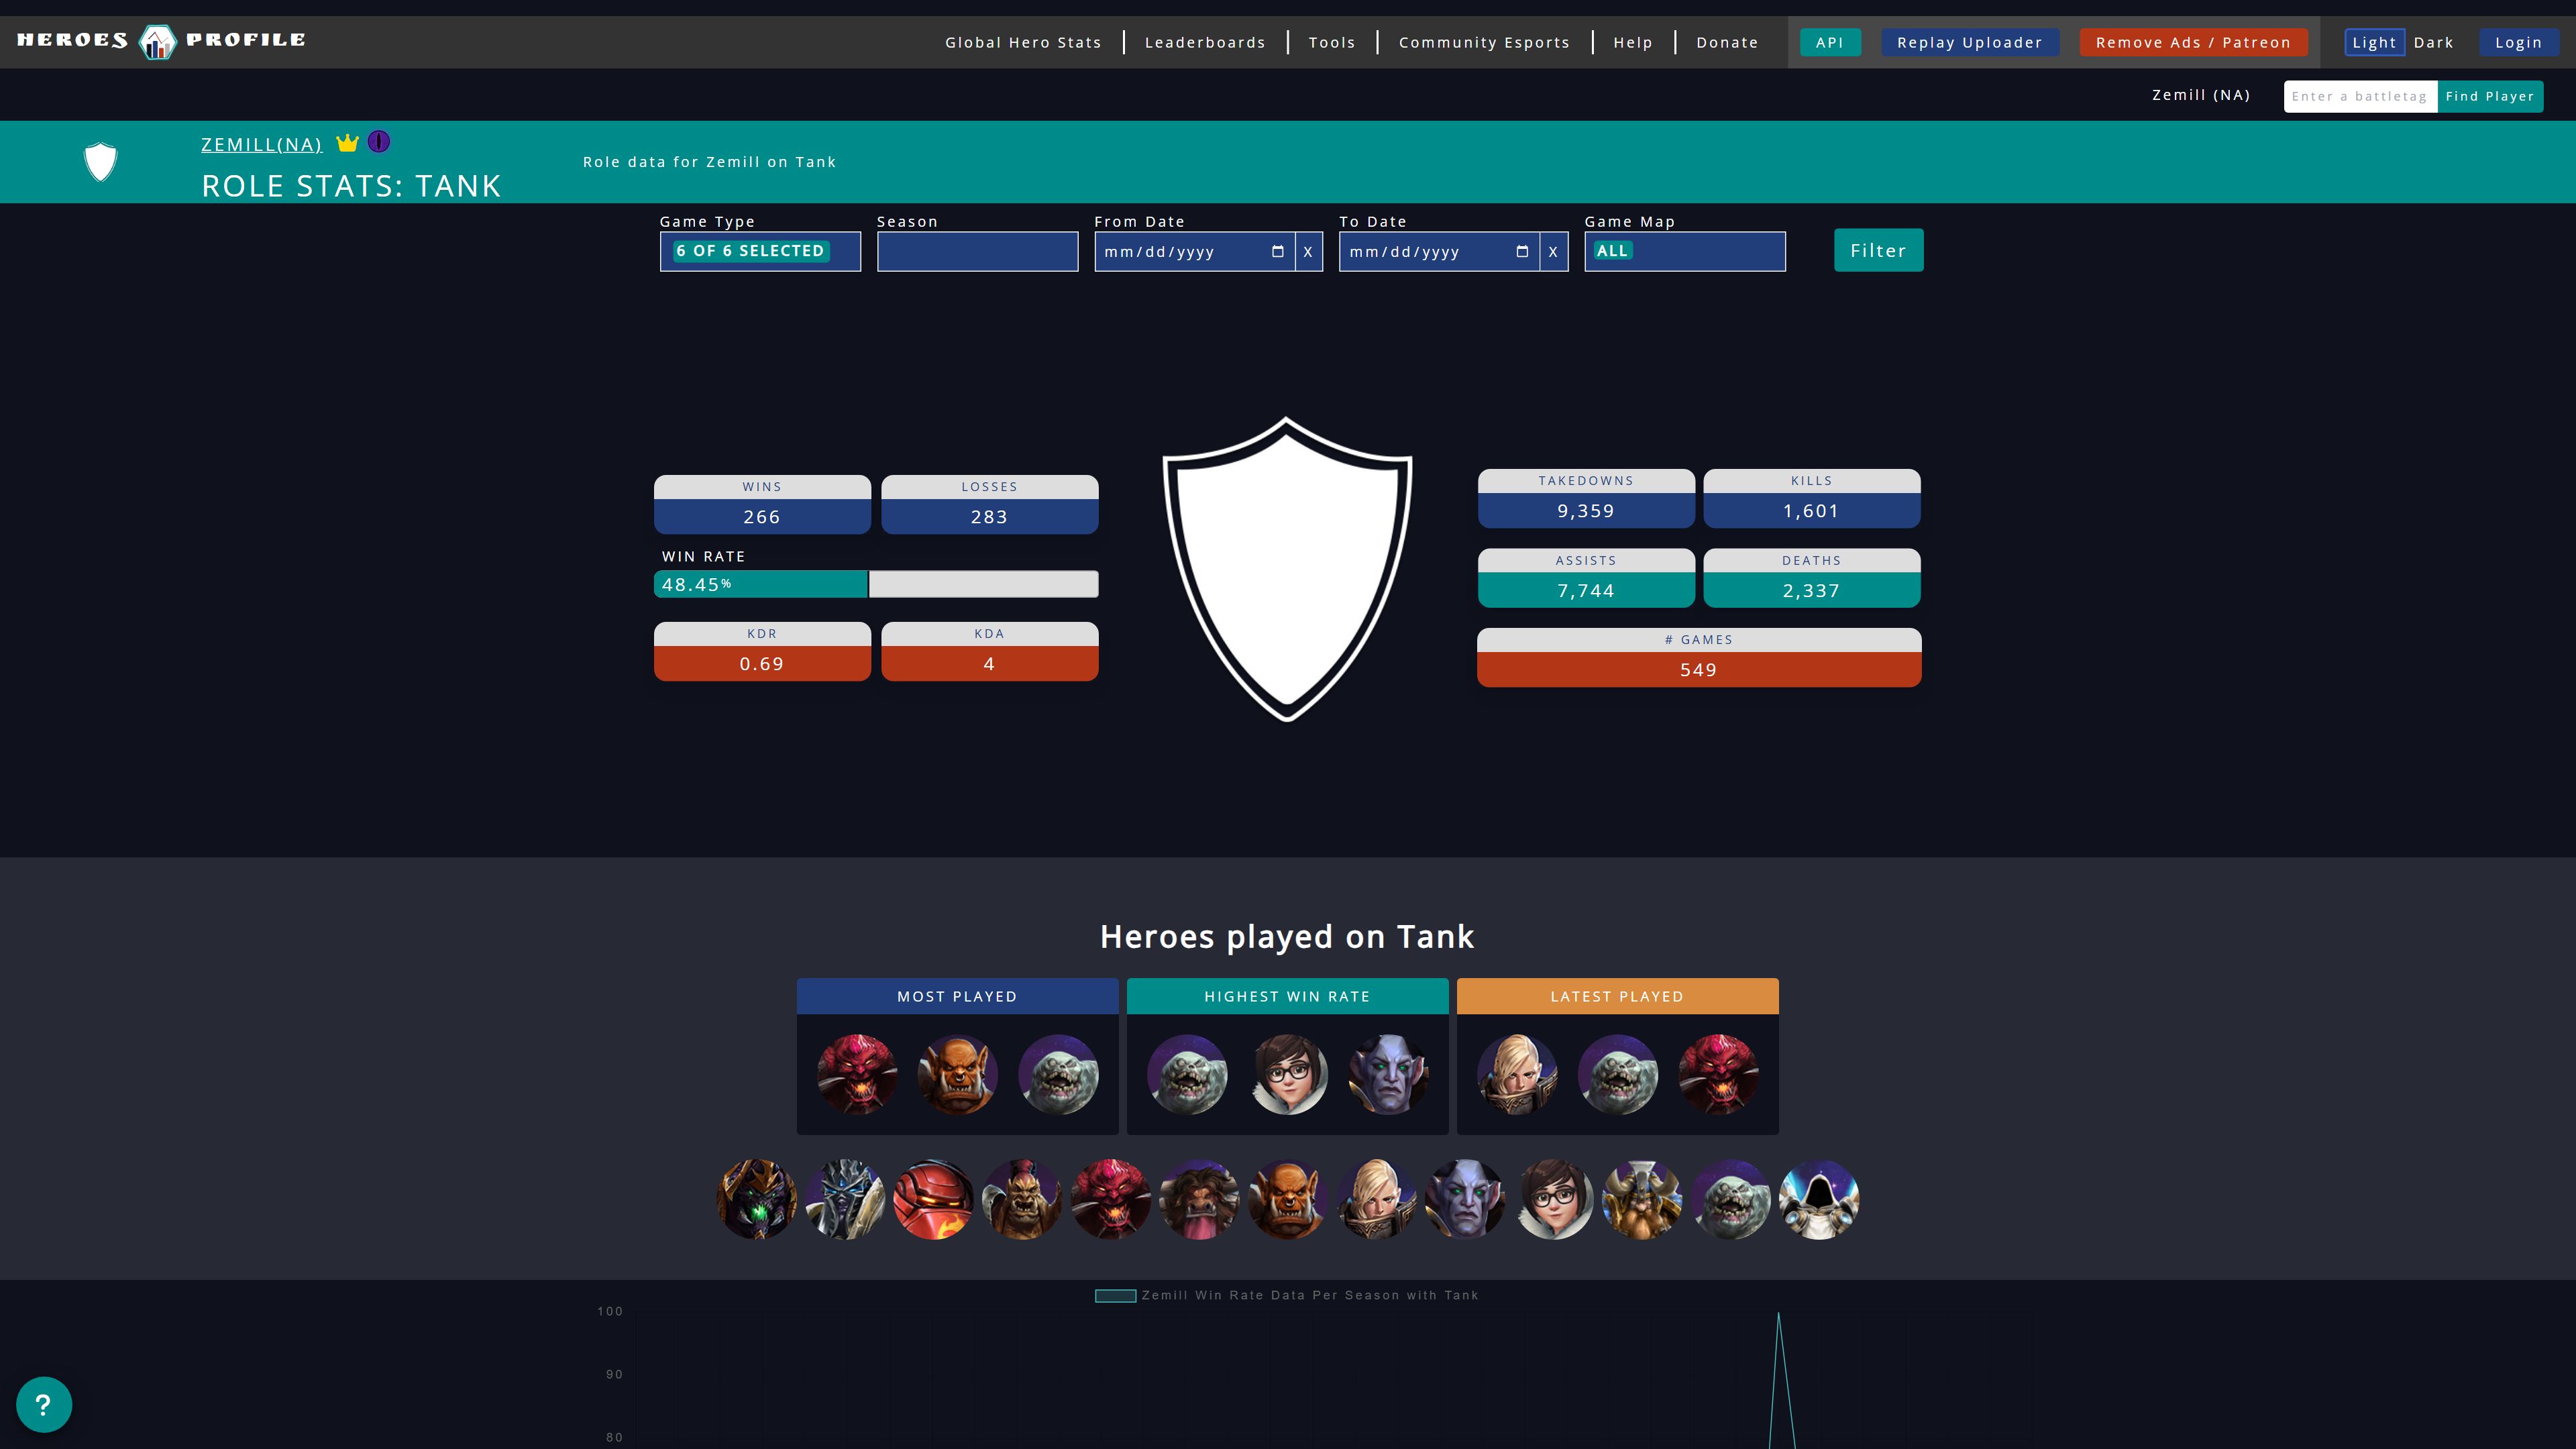 HEROES PROFILE
Global Hero Stats
Leaderboards
Tools
Community Esports
Help
Donate
API
Replay Uploader
Remove Ads / Patreon
Light
Dark
Login
Zemill (NA)
Enter a battletag
Find Player
ZEMILL(NA)
ROLE STATS: TANK
Role data for Zemill on Tank
Game Type
Season
From Date
To Date
Game Map
6 OF 6 SELECTED
mm/dd/yyyy
X
mm/dd/yyyy
X
ALL
Filter
WINS
266
LOSSES
283
WIN RATE
48.45%
KDR
0.69
KDA
4
TAKEDOWNS
9,359
KILLS
1,601
ASSISTS
7,744
DEATHS
2,337
# GAMES
549
Heroes played on Tank
MOST PLAYED
HIGHEST WIN RATE
LATEST PLAYED
Zemill Win Rate Data Per Season with Tank
100
90
80
?